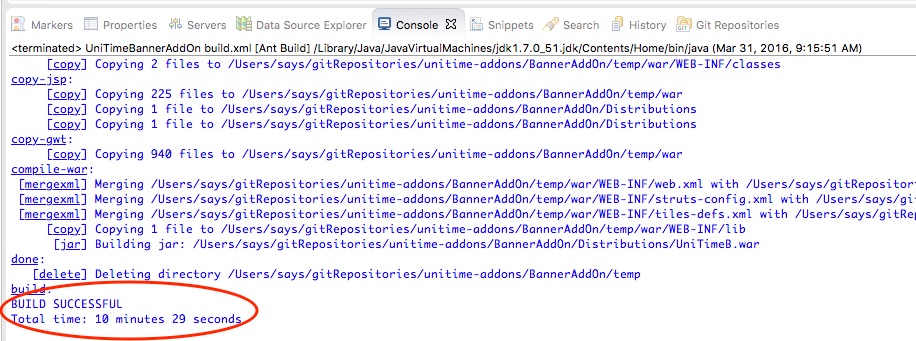 Markers Properties Servers Data Source Explorer Console Snippets Search History Git Repositories
<terminated> UniTimeBannerAddOn build.xml [Ant Build] /Library/Java/JavaVirtualMachines/jdk1.7.0_51.jdk/Contents/Home/bin/java (Mar 31, 2016, 9:15:51 AM)
[copy] Copying 2 files to /Users/says/gitRepositories/unitime-addons/BannerAddOn/temp/war/WEB-INF/classes
copy-jsp:
[copy] Copying 225 files to /Users/says/gitRepositories/unitime-addons/BannerAddOn/temp/war
[copy] Copying 1 file to /Users/says/gitRepositories/unitime-addons/BannerAddOn/Distributions
[copy] Copying 1 file to /Users/says/gitRepositories/unitime-addons/BannerAddOn/Distributions
copy-gwt:
[copy] Copying 940 files to /Users/says/gitRepositories/unitime-addons/BannerAddOn/temp/war
compile-war:
[mergexml] Merging /Users/says/gitRepositories/unitime-addons/BannerAddOn/temp/war/WEB-INF/web.xml with /Users/says/gitRepositor
[mergexml] Merging /Users/says/gitRepositories/unitime-addons/BannerAddOn/temp/war/WEB-INF/struts-config.xml with /Users/says/git
[mergexml] Merging /Users/says/gitRepositories/unitime-addons/BannerAddOn/temp/war/WEB-INF/tiles-defs.xml with /Users/says/gitRep
[copy] Copying 1 file to /Users/says/gitRepositories/unitime-addons/BannerAddOn/temp/war/WEB-INF/lib
[jar] Building jar: /Users/says/gitRepositories/unitime-addons/BannerAddOn/Distributions/UniTimeB.war
done:
[delete] Deleting directory /Users/says/gitRepositories/unitime-addons/BannerAddOn/temp
build:
BUILD SUCCESSFUL
Total time: 10 minutes 29 seconds